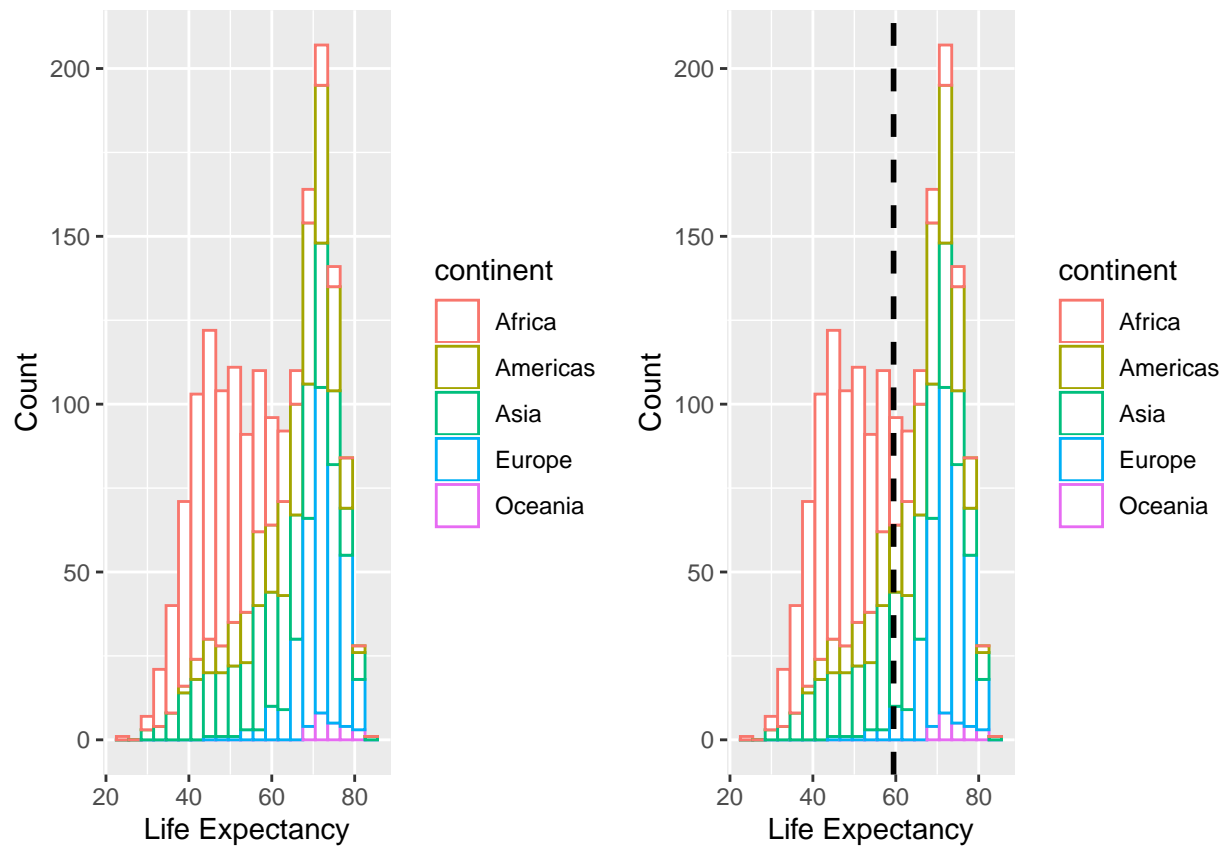 200
150
100
50
0
Count
20 40 60 80
Life Expectancy
continent
Africa
Americas
Asia
Europe
Oceania
200
150
100
50
0
Count
20 40 60 80
Life Expectancy
continent
Africa
Americas
Asia
Europe
Oceania